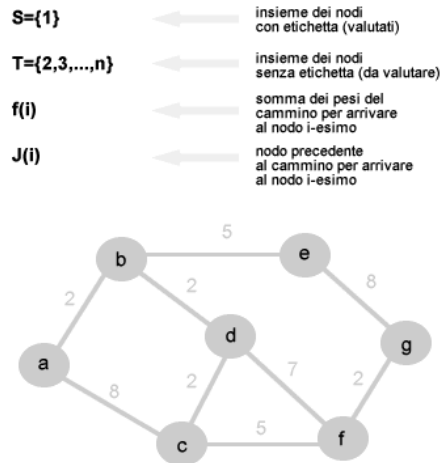 S={1}
insieme dei nodi
con etichetta (valutati)
T={2,3,...,n}
insieme dei nodi
senza etichetta (da valutare)
f(i)
somma dei pesi del
cammino per arrivare
al nodo i-esimo
J(i)
nodo precedente
al cammino per arrivare
al nodo i-esimo
5
b
e
2
2
8
d
g
a
2
7
2
8
5
c
f